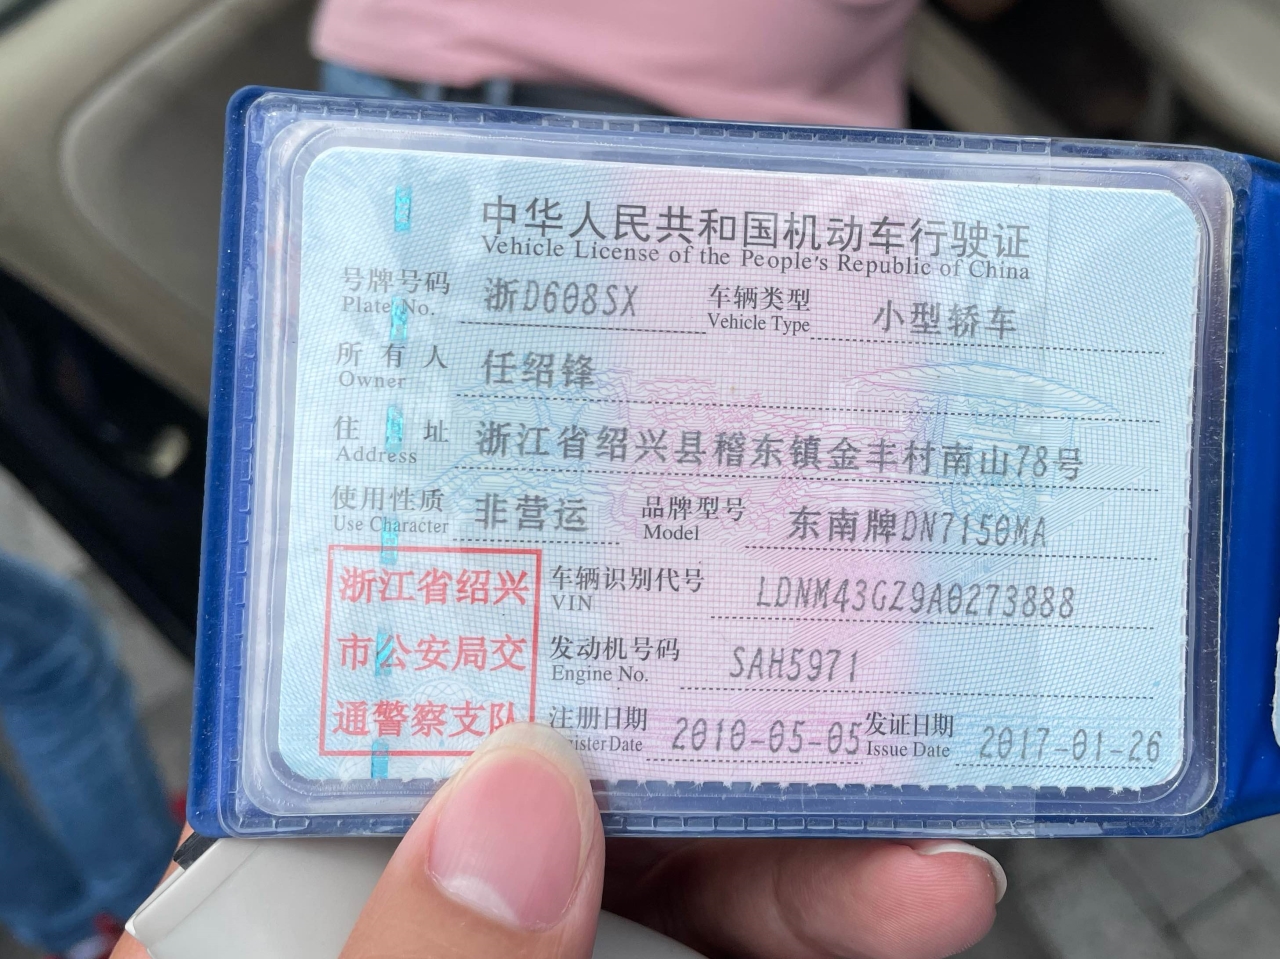 中华人民共和国机动车行驶证
Vehicle License of the People's Republic of China
号牌号码 浙D608SX 车辆类型 小型轿车
Plate No. Vehicle Type
所有人 任绍锋
Owner
住址 浙江省绍兴县稽东镇金丰村南山78号
Address
使用性质 非营运 品牌型号 东南牌DN7150MA
Use Character Model
浙江省绍兴
市公安局交
通警察支队
车辆识别代号 LDNM43GZ9A0273888
VIN
发动机号码 SAH5971
Engine No.
注册日期 2010-05-05 发证日期 2017-01-26
Date Issue Date